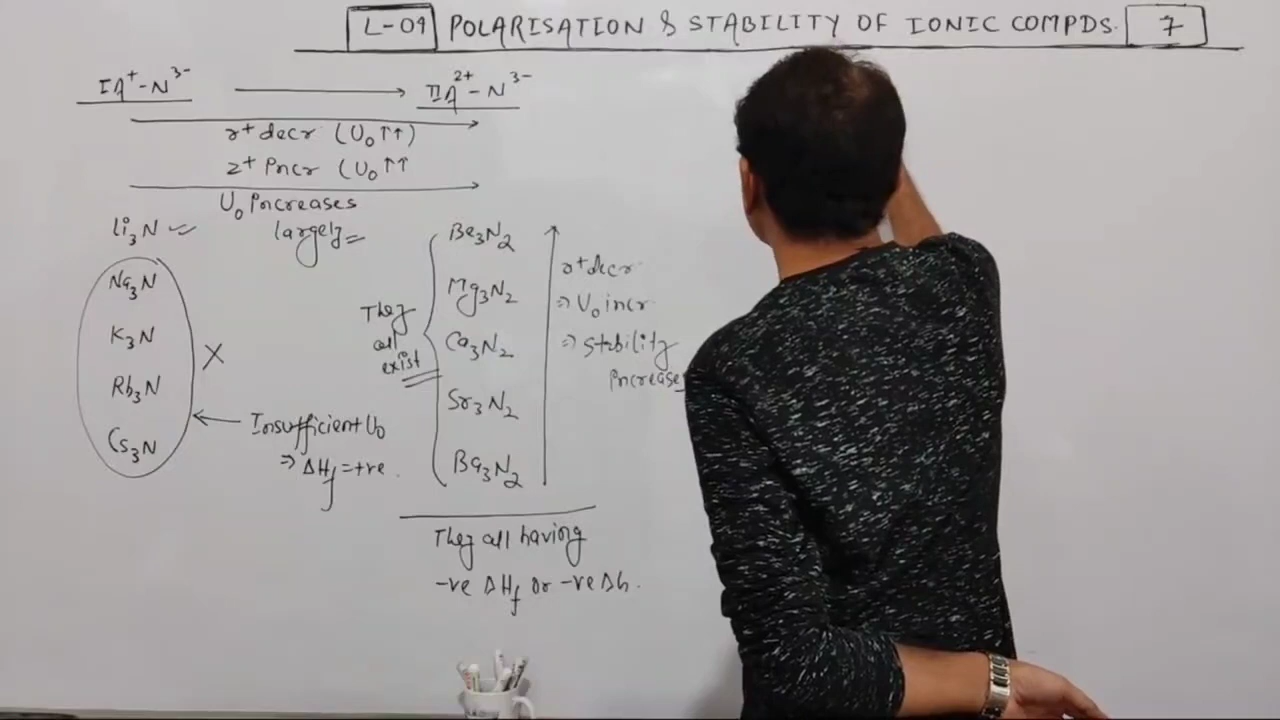 L-09 POLARISATION & STABILITY OF IONIC COMPDS. 7
IA⁺-N³⁻ → IIA²⁺-N³⁻
r⁺ decr (U₀↑↑)
z⁺ Incr (U₀↑↑
U₀ Increases
largely
Li₃N ✓
Na₃N
K₃N
Rb₃N
Cs₃N
X
Insufficient U₀
⇒ ΔHf = +ve.
They
all
exist
Be₃N₂
Mg₃N₂
Ca₃N₂
Sr₃N₂
Ba₃N₂
r⁺ decr
⇒ U₀ incr
⇒ stability
Increases
They all having
-ve ΔHf or -ve Δh.